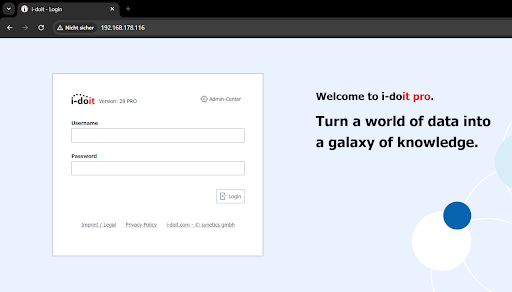 i-doit - Login
Nicht sicher 192.168.178.116
i-doit Version: 28 PRO
Admin-Center
Username
Password
Login
Imprint / Legal Privacy Policy i-doit.com - © synetics gmbh
Welcome to i-doit pro.
Turn a world of data into
a galaxy of knowledge.